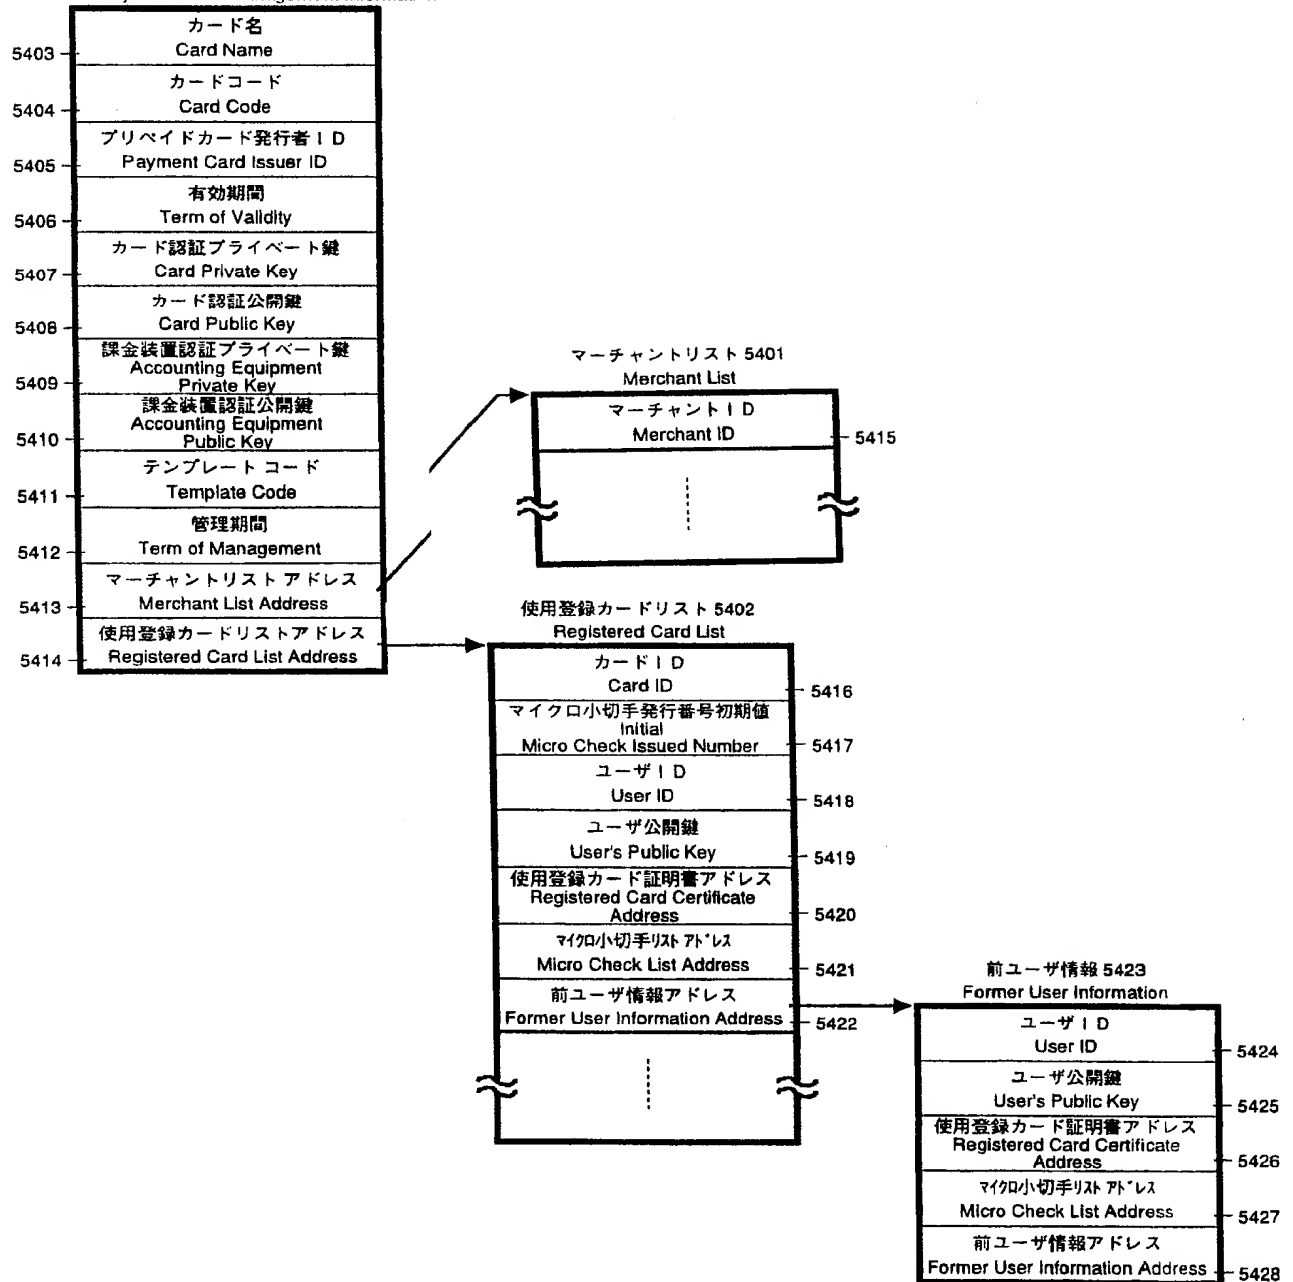 カード名
Card Name
5403
カードコード
Card Code
5404
プリペイドカード発行者ID
Payment Card Issuer ID
5405
有効期間
Term of Validity
5406
カード認証プライベート鍵
Card Private Key
5407
カード認証公開鍵
Card Public Key
5408
課金装置認証プライベート鍵
Accounting Equipment
Private Key
5409
課金装置認証公開鍵
Accounting Equipment
Public Key
5410
テンプレート コード
Template Code
5411
管理期間
Term of Management
5412
マーチャントリスト アドレス
Merchant List Address
5413
使用登録カードリストアドレス
Registered Card List Address
5414
マーチャントリスト 5401
Merchant List
マーチャントID
Merchant ID
5415
使用登録カードリスト 5402
Registered Card List
カードID
Card ID
5416
マイクロ小切手発行番号初期値
Initial
Micro Check Issued Number
5417
ユーザID
User ID
5418
ユーザ公開鍵
User's Public Key
5419
使用登録カード証明書アドレス
Registered Card Certificate
Address
5420
マイクロ小切手リスト アドレス
Micro Check List Address
5421
前ユーザ情報アドレス
Former User Information Address
5422
前ユーザ情報 5423
Former User Information
ユーザID
User ID
5424
ユーザ公開鍵
User's Public Key
5425
使用登録カード証明書アドレス
Registered Card Certificate
Address
5426
マイクロ小切手リスト アドレス
Micro Check List Address
5427
前ユーザ情報アドレス
Former User Information Address
5428